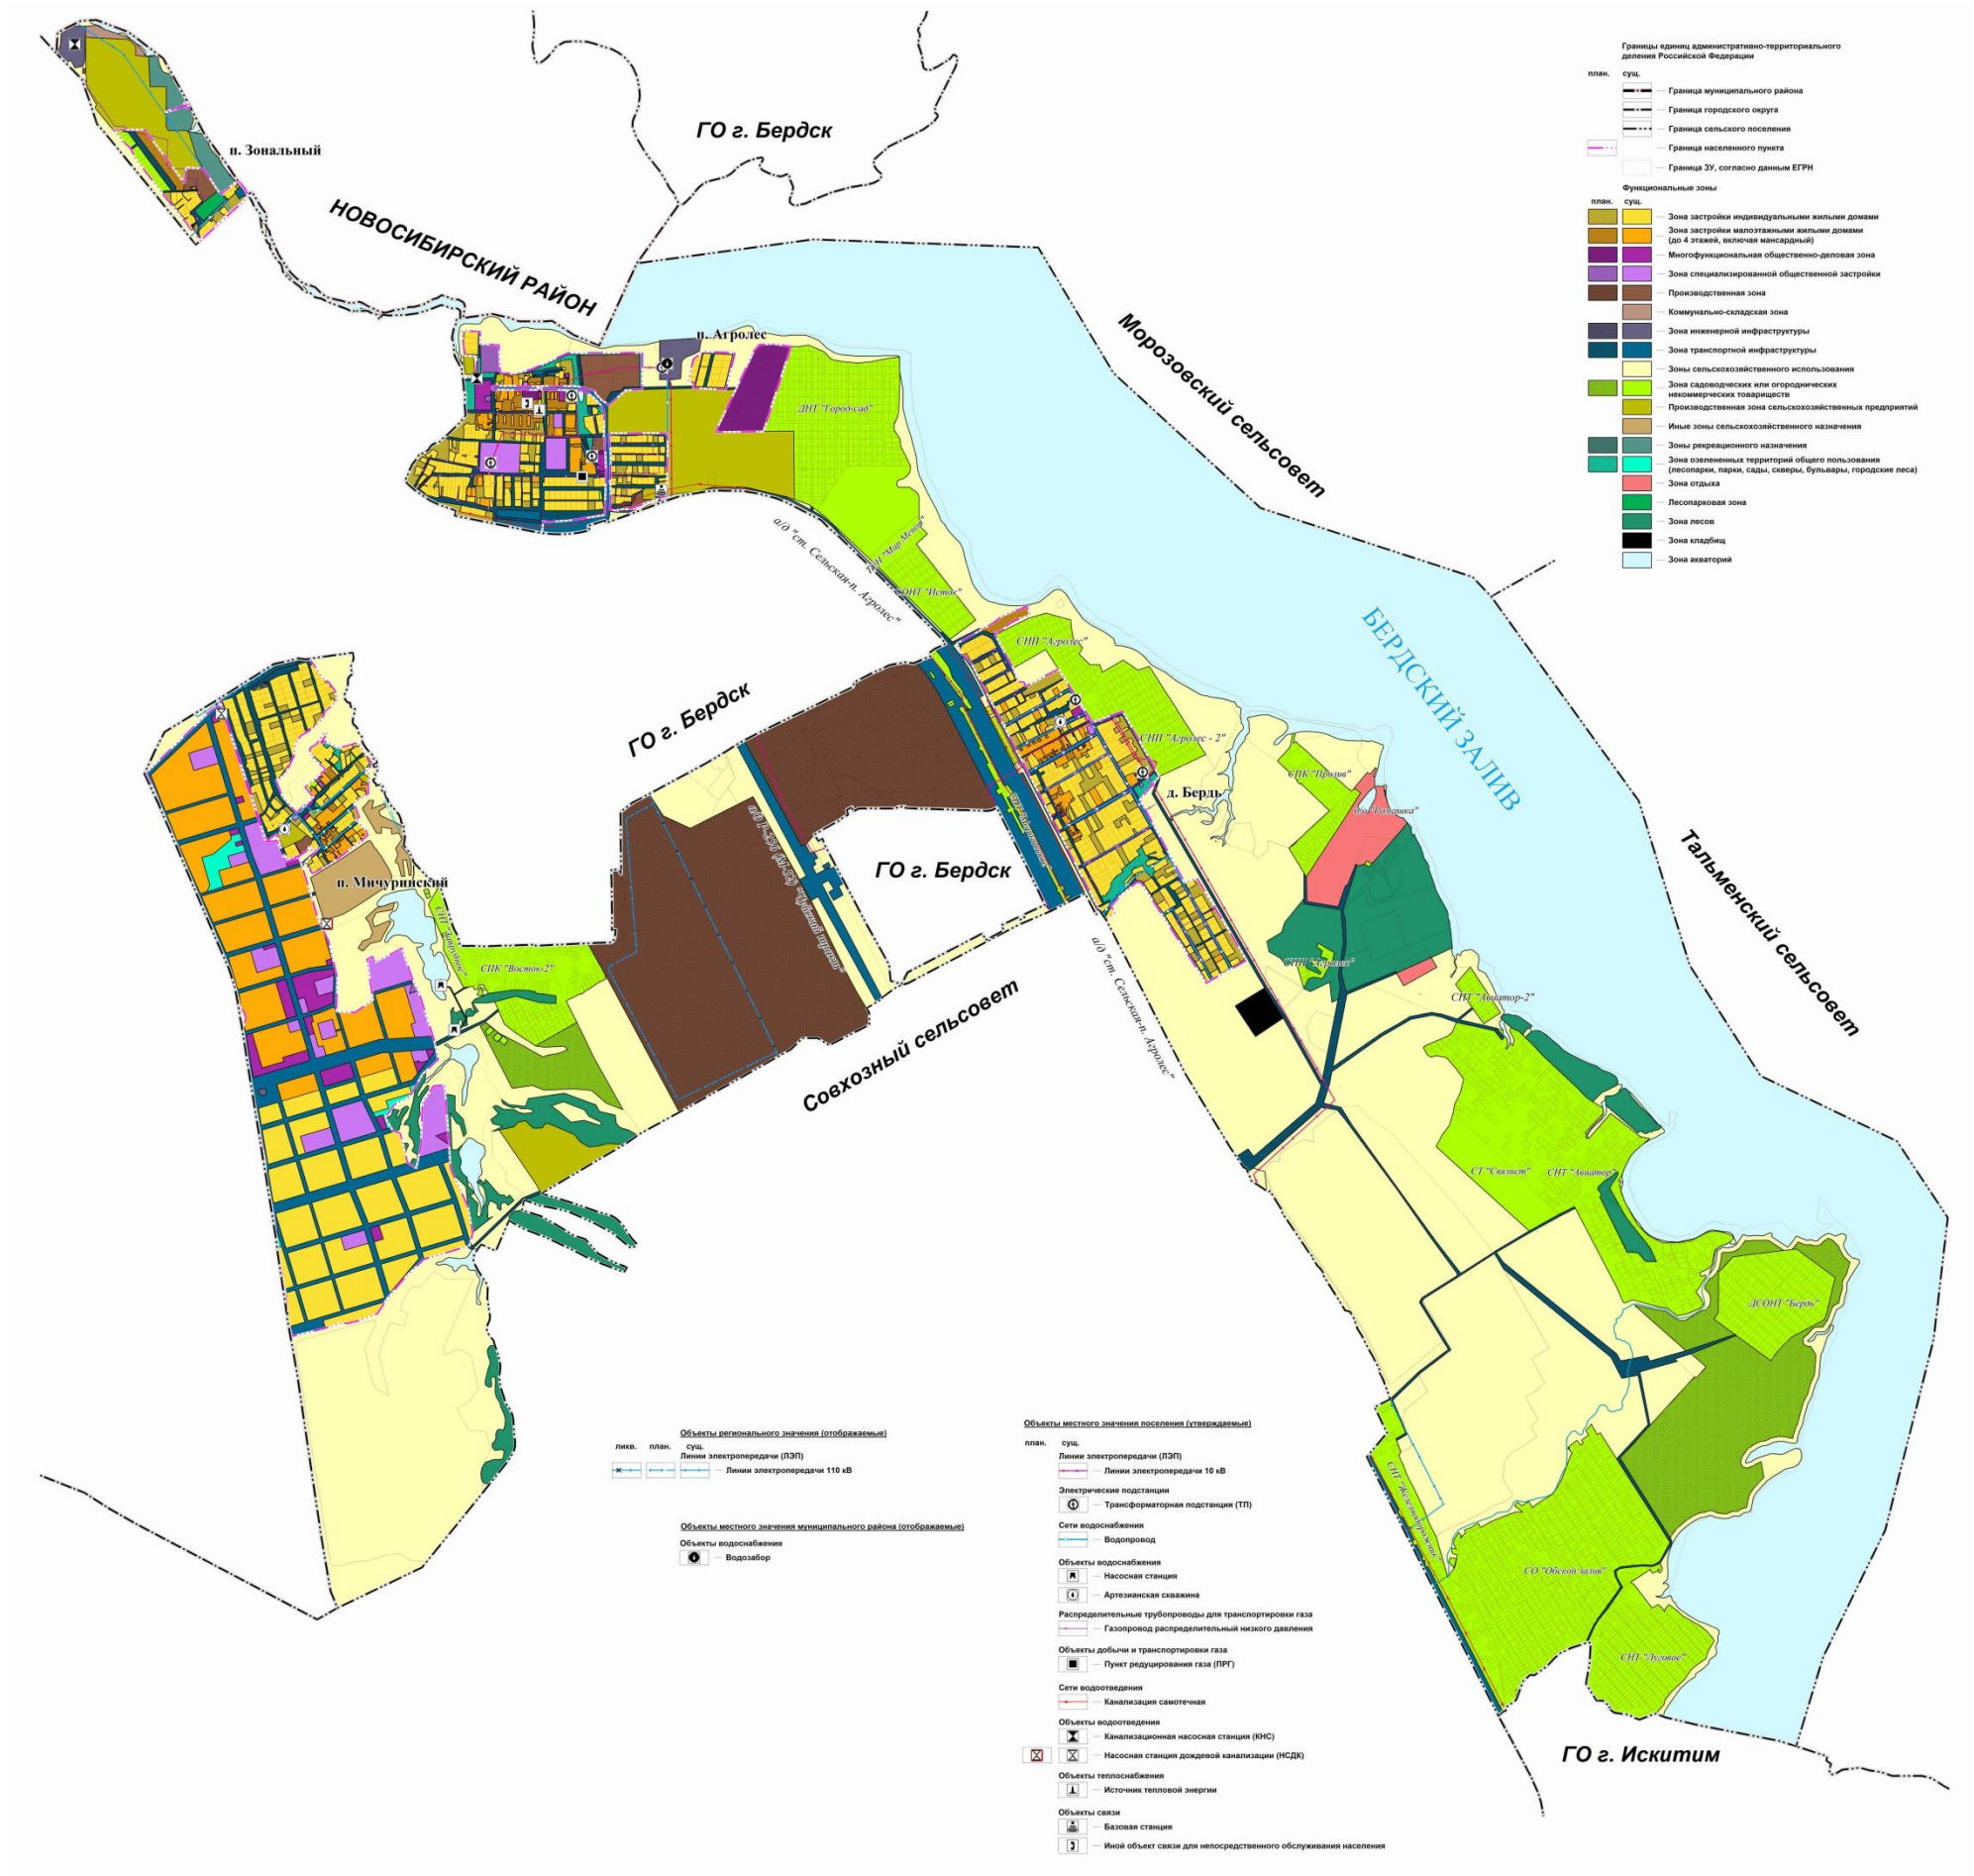 п. Зональный
НОВОСИБИРСКИЙ РАЙОН
ГО г. Бердск
п. Агролес
ДНТ "Город-сад"
Морозовский сельсовет
а/д "ст. Сельская-п. Агролес"
СОНТ "Исток"
СНП "Агролес"
БЕРДСКИЙ ЗАЛИВ
ГО г. Бердск
СНП "Агролес - 2"
СПК "Пролив"
д. Бердь
ГО г. Бердск
Тальменский сельсовет
п. Мичуринский
СПК "Восток-2"
а/д "ст. Сельская-п. Агролес"
СНТ "Авиатор-2"
Совхозный сельсовет
СТ "Связист"
СНТ "Авиатор"
ДСОНТ "Бердь"
СНТ "Железнодорожник"
СО "Обской залив"
СНТ "Луговое"
ГО г. Искитим
Границы единиц административно-территориального
деления Российской Федерации
план. сущ.
Граница муниципального района
Граница городского округа
Граница сельского поселения
Граница населенного пункта
Граница ЗУ, согласно данным ЕГРН
Функциональные зоны
план. сущ.
Зона застройки индивидуальными жилыми домами
Зона застройки малоэтажными жилыми домами
(до 4 этажей, включая мансардный)
Многофункциональная общественно-деловая зона
Зона специализированной общественной застройки
Производственная зона
Коммунально-складская зона
Зона инженерной инфраструктуры
Зона транспортной инфраструктуры
Зоны сельскохозяйственного использования
Зона садоводческих или огороднических
некоммерческих товариществ
Производственная зона сельскохозяйственных предприятий
Иные зоны сельскохозяйственного назначения
Зоны рекреационного назначения
Зона озелененных территорий общего пользования
(лесопарки, парки, сады, скверы, бульвары, городские леса)
Зона отдыха
Лесопарковая зона
Зона лесов
Зона кладбищ
Зона акваторий
Объекты регионального значения (отображаемые)
ликв. план. сущ.
Линии электропередачи (ЛЭП)
Линии электропередачи 110 кВ
Объекты местного значения муниципального района (отображаемые)
Объекты водоснабжения
Водозабор
Объекты местного значения поселения (утверждаемые)
план. сущ.
Линии электропередачи (ЛЭП)
Линии электропередачи 10 кВ
Электрические подстанции
Трансформаторная подстанция (ТП)
Сети водоснабжения
Водопровод
Объекты водоснабжения
Насосная станция
Артезианская скважина
Распределительные трубопроводы для транспортировки газа
Газопровод распределительный низкого давления
Объекты добычи и транспортировки газа
Пункт редуцирования газа (ПРГ)
Сети водоотведения
Канализация самотечная
Объекты водоотведения
Канализационная насосная станция (КНС)
Насосная станция дождевой канализации (НСДК)
Объекты теплоснабжения
Источник тепловой энергии
Объекты связи
Базовая станция
Иной объект связи для непосредственного обслуживания населения